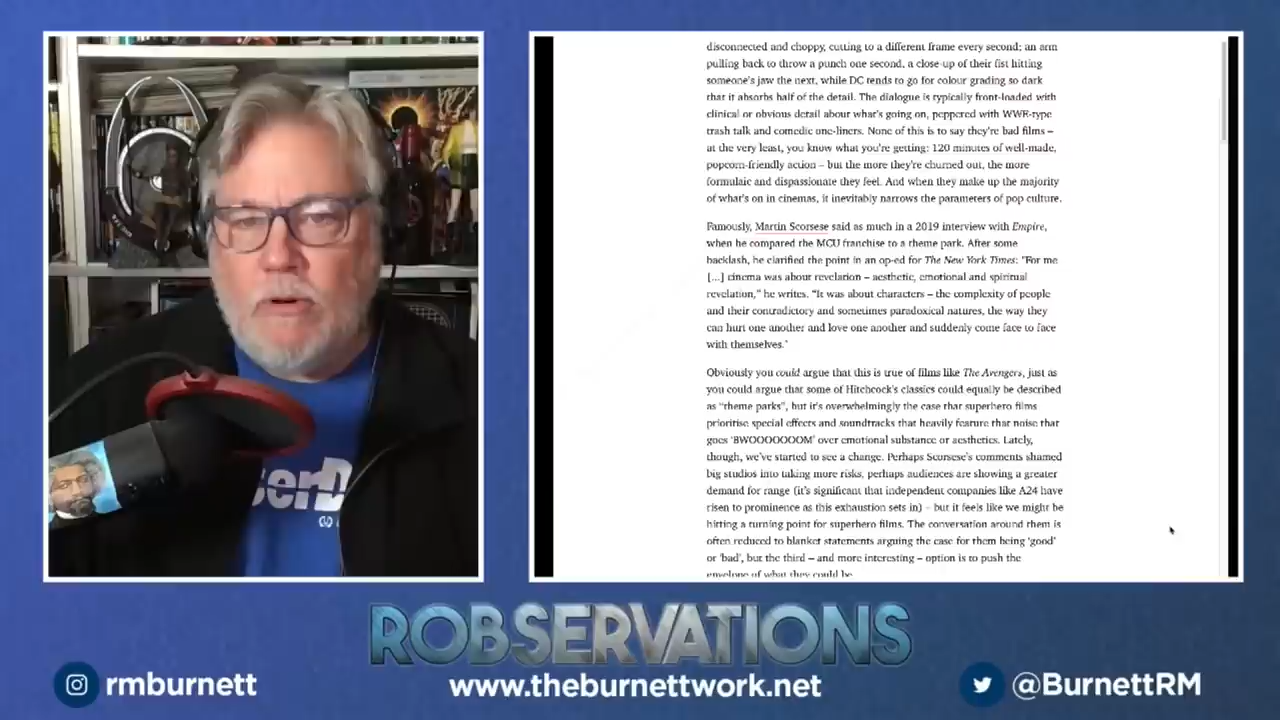 disconnected and choppy, cutting to a different frame every second; an arm
pulling back to throw a punch one second, a close-up of their fist hitting
someone's jaw the next, while DC tends to go for colour grading so dark
that it absorbs half of the detail. The dialogue is typically front-loaded with
clinical or obvious detail about what's going on, peppered with WWE-type
trash talk and comedic one-liners. None of this is to say they're bad films –
at the very least, you know what you're getting: 120 minutes of well-made,
popcorn-friendly action – but the more they're churned out, the more
formulaic and dispassionate they feel. And when they make up the majority
of what's on in cinemas, it inevitably narrows the parameters of pop culture.
Famously, Martin Scorsese said as much in a 2019 interview with Empire,
when he compared the MCU franchise to a theme park. After some
backlash, he clarified the point in an op-ed for The New York Times: "For me
[...] cinema was about revelation – aesthetic, emotional and spiritual
revelation," he writes. "It was about characters – the complexity of people
and their contradictory and sometimes paradoxical natures, the way they
can hurt one another and love one another and suddenly come face to face
with themselves."
Obviously you could argue that this is true of films like The Avengers, just as
you could argue that some of Hitchcock's classics could equally be described
as "theme parks", but it's overwhelmingly the case that superhero films
prioritise special effects and soundtracks that heavily feature that noise that
goes 'BWOOOOOOOM' over emotional substance or aesthetics. Lately,
though, we've started to see a change. Perhaps Scorsese's comments shamed
big studios into taking more risks, perhaps audiences are showing a greater
demand for range (it's significant that independent companies like A24 have
risen to prominence as this exhaustion sets in) – but it feels like we might be
hitting a turning point for superhero films. The conversation around them is
often reduced to blanket statements arguing the case for them being 'good'
or 'bad', but the third – and more interesting – option is to push the
envelope of what they could be
ROBSERVATIONS
rmburnett
www.theburnettwork.net
@BurnettRM